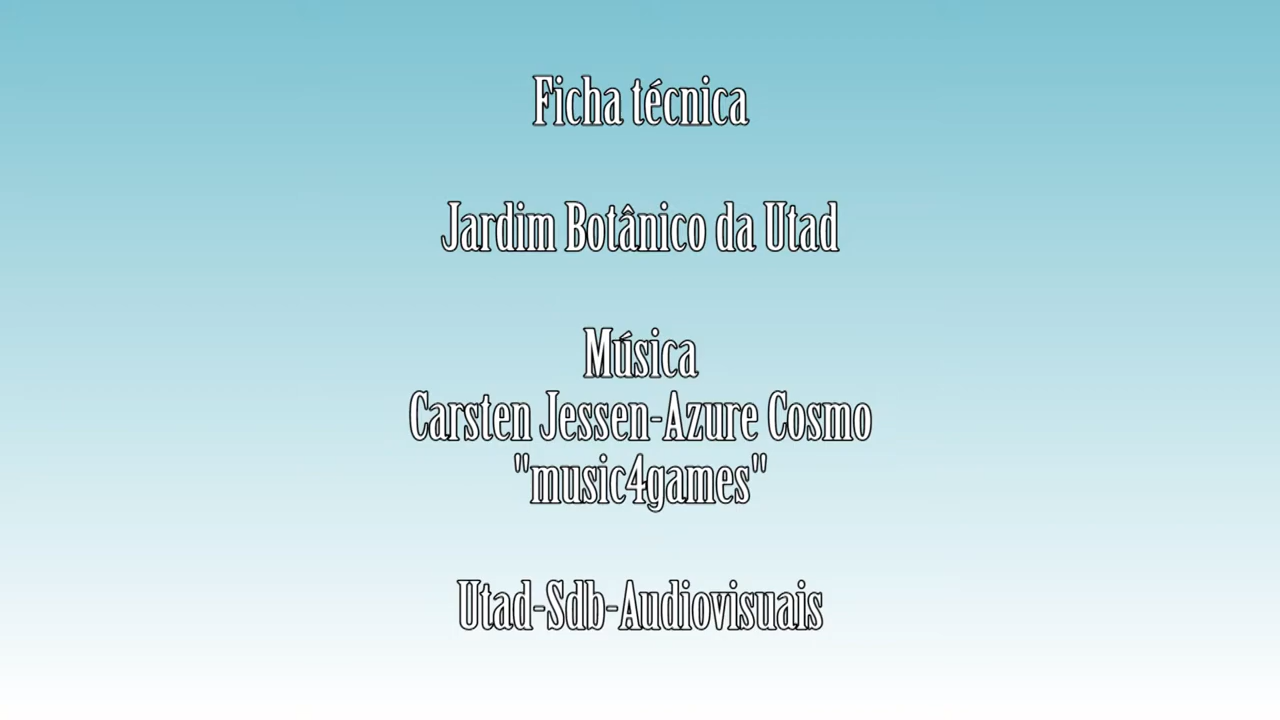 Ficha técnica
Jardim Botânico da Utad
Música
Carsten Jessen-Azure Cosmo
"music4games"
Utad-Sdb-Audiovisuais